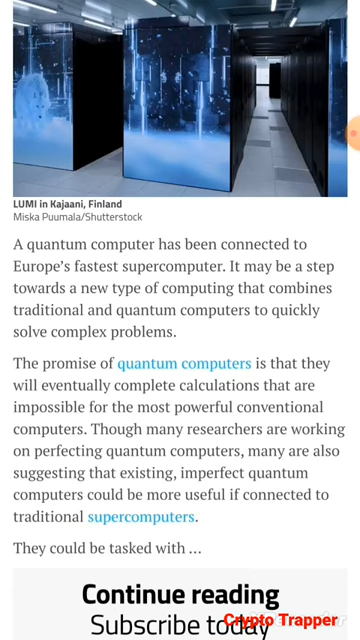 LUMI in Kajaani, Finland
Miska Puumala/Shutterstock
A quantum computer has been connected to
Europe’s fastest supercomputer. It may be a step
towards a new type of computing that combines
traditional and quantum computers to quickly
solve complex problems.
The promise of quantum computers is that they
will eventually complete calculations that are
impossible for the most powerful conventional
computers. Though many researchers are working
on perfecting quantum computers, many are also
suggesting that existing, imperfect quantum
computers could be more useful if connected to
traditional supercomputers.
They could be tasked with …
Continue reading
Subscribe today
Crypto Trapper